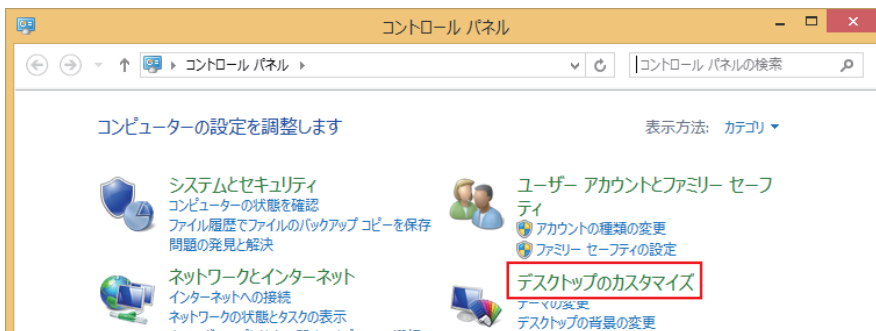 コントロール パネル
コントロール パネル
コントロール パネルの検索
コンピューターの設定を調整します
表示方法: カテゴリ
システムとセキュリティ
コンピューターの状態を確認
ファイル履歴でファイルのバックアップ コピーを保存
問題の発見と解決
ユーザー アカウントとファミリー セーフ
ティ
アカウントの種類の変更
ファミリー セーフティの設定
ネットワークとインターネット
インターネットへの接続
ネットワークの状態とタスクの表示
デスクトップのカスタマイズ
テーマの変更
デスクトップの背景の変更